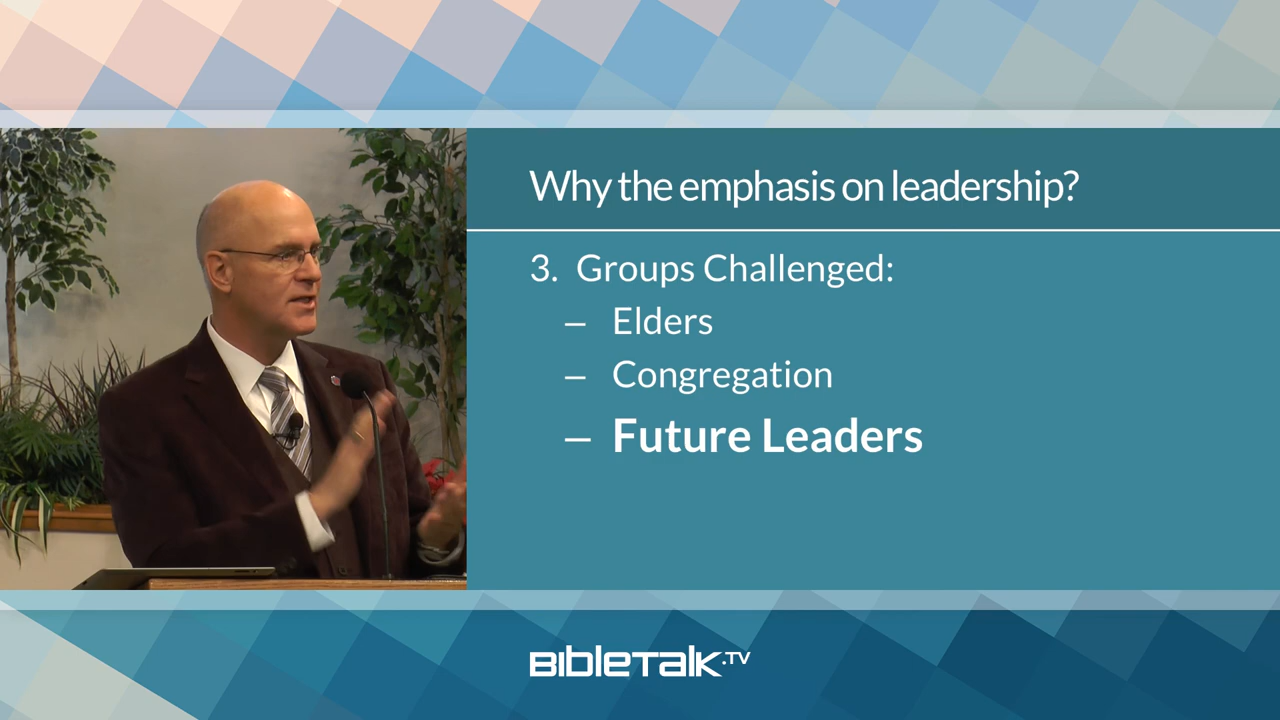 Why the emphasis on leadership?
3. Groups Challenged:
– Elders
– Congregation
– Future Leaders
BIBLETALK.TV